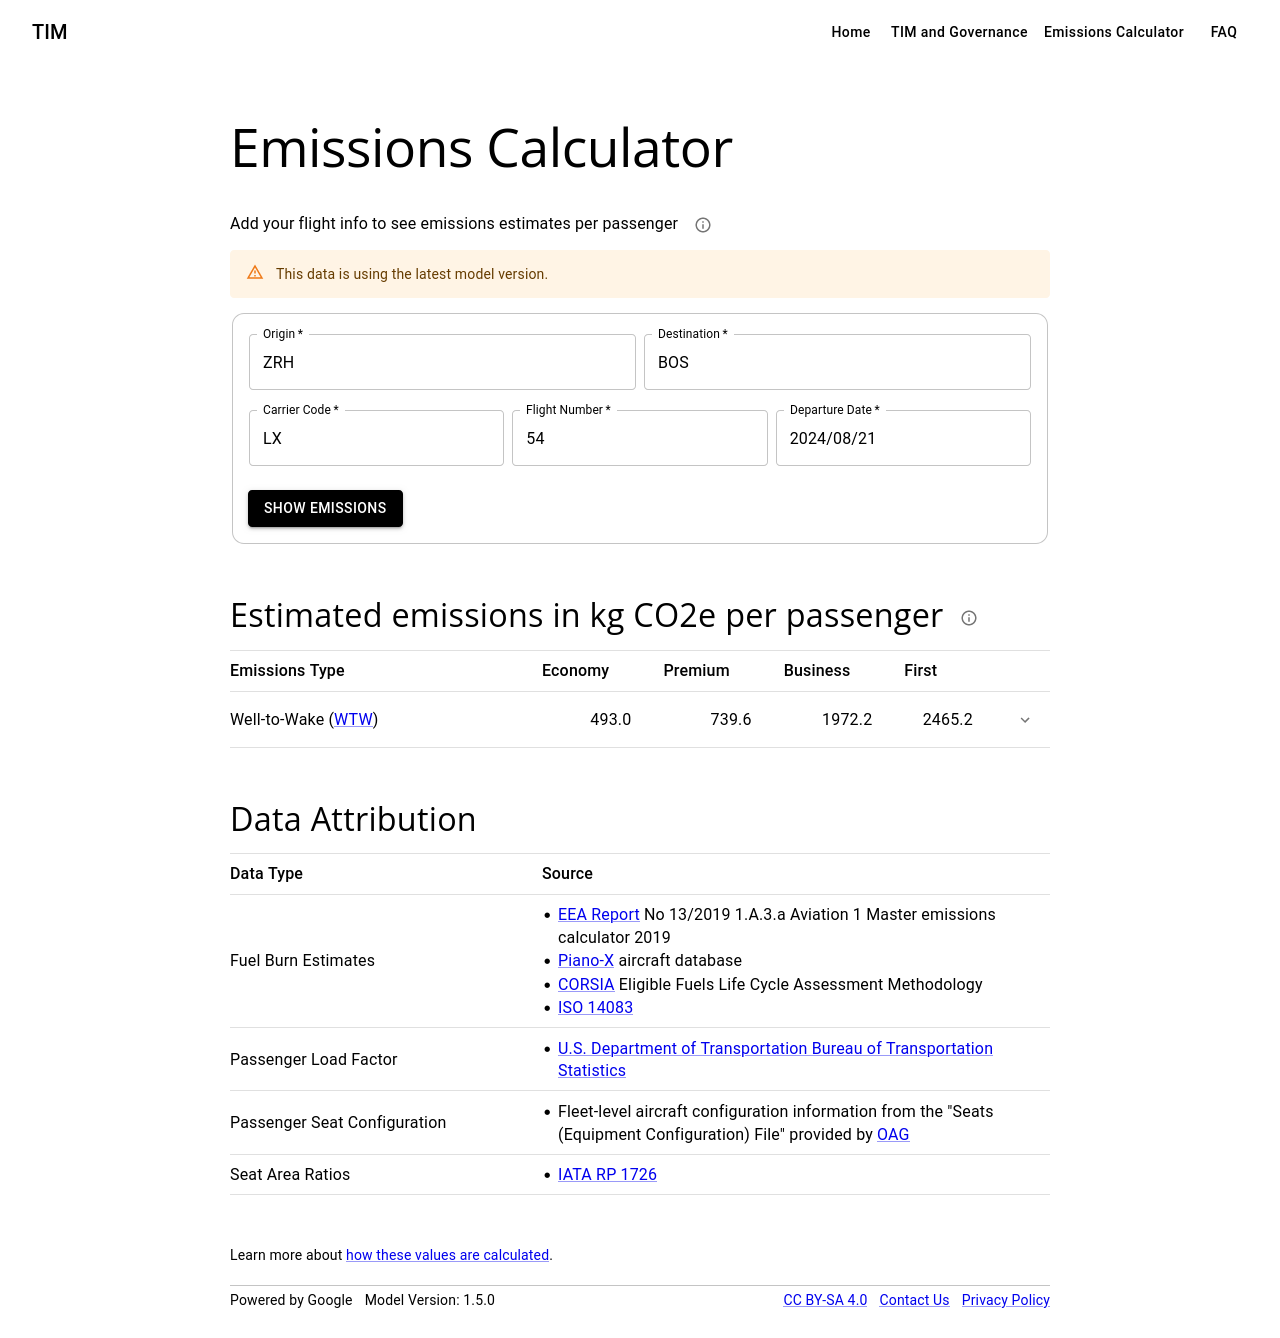 TIM
Home TIM and Governance Emissions Calculator FAQ
Emissions Calculator
Add your flight info to see emissions estimates per passenger
This data is using the latest model version.
Origin *
ZRH
Destination *
BOS
Carrier Code *
LX
Flight Number *
54
Departure Date *
2024/08/21
SHOW EMISSIONS
Estimated emissions in kg CO2e per passenger
Emissions Type Economy Premium Business First
Well-to-Wake (WTW) 493.0 739.6 1972.2 2465.2
Data Attribution
Data Type Source
Fuel Burn Estimates
• EEA Report No 13/2019 1.A.3.a Aviation 1 Master emissions
calculator 2019
• Piano-X aircraft database
• CORSIA Eligible Fuels Life Cycle Assessment Methodology
• ISO 14083
Passenger Load Factor
• U.S. Department of Transportation Bureau of Transportation
Statistics
Passenger Seat Configuration
• Fleet-level aircraft configuration information from the "Seats
(Equipment Configuration) File" provided by OAG
Seat Area Ratios
• IATA RP 1726
Learn more about how these values are calculated.
Powered by Google Model Version: 1.5.0 CC BY-SA 4.0 Contact Us Privacy Policy